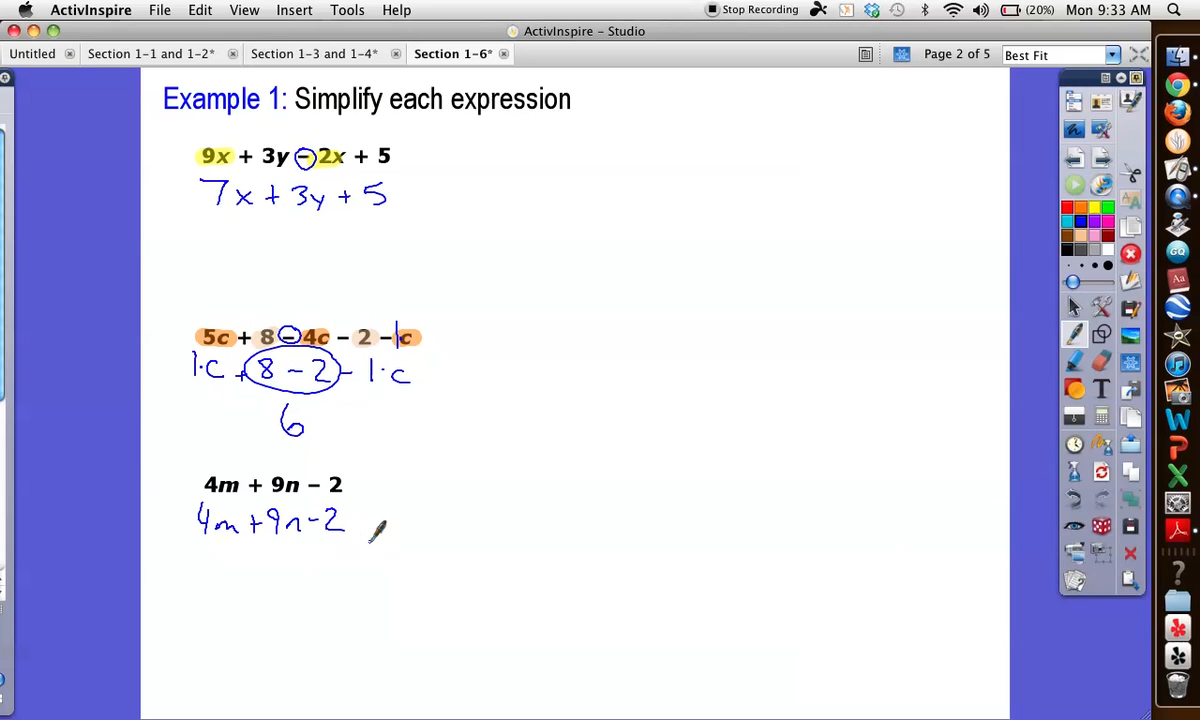 ActivInspire File Edit View Insert Tools Help Stop Recording (20%) Mon 9:33 AM
ActivInspire – Studio
Untitled Section 1-1 and 1-2* Section 1-3 and 1-4* Section 1-6* Page 2 of 5 Best Fit
Example 1: Simplify each expression
9x + 3y – 2x + 5
7x + 3y + 5
5c + 8 – 4c – 2 – 1c
1·c + 8 – 2 – 1·c
6
4m + 9n – 2
4m + 9n – 2